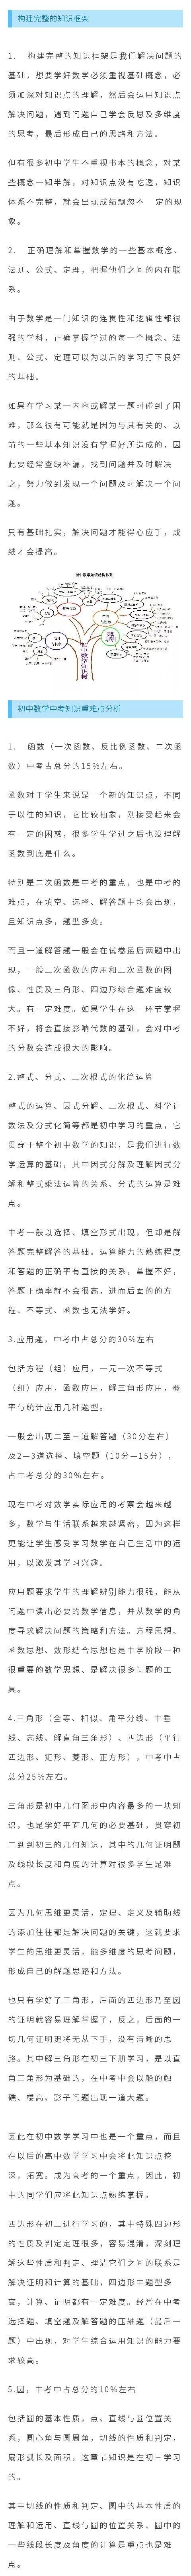 构建完整的知识框架
1. 构建完整的知识框架是我们解决问题的
基础，想要学好数学必须重视基础概念，必
须加深对知识点的理解，然后会运用知识点
解决问题，遇到问题自己学会反思及多维度
的思考，最后形成自己的思路和方法。
但有很多初中学生不重视书本的概念，对某
些概念一知半解，对知识点没有吃透，知识
体系不完整，就会出现成绩飘忽不 定的现
象。
2. 正确理解和掌握数学的一些基本概念、
法则、公式、定理，把握他们之间的内在联
系。
由于数学是一门知识的连贯性和逻辑性都很
强的学科，正确掌握学过的每一个概念、法
则、公式、定理可以为以后的学习打下良好
的基础。
如果在学习某一内容或解某一题时碰到了困
难，那么很有可能就是因为与其有关的、以
前的一些基本知识没有掌握好所造成的，因
此要经常查缺补漏，找到问题并及时解决
之，努力做到发现一个问题及时解决一个问
题。
只有基础扎实，解决问题才能得心应手，成
绩才会提高。
初中数学知识结构体系
初中数学知识树
初中数学中考知识重难点分析
1. 函数（一次函数、反比例函数、二次函
数）中考占总分的15%左右。
函数对于学生来说是一个新的知识点，不同
于以往的知识，它比较抽象，刚接受起来会
有一定的困惑，很多学生学过之后也没理解
函数到底是什么。
特别是二次函数是中考的重点，也是中考的
难点，在填空、选择、解答题中均会出现，
且知识点多，题型多变。
而且一道解答题一般会在试卷最后两题中出
现，一般二次函数的应用和二次函数的图
像、性质及三角形、四边形综合题难度较
大。有一定难度。如果学生在这一环节掌握
不好，将会直接影响代数的基础，会对中考
的分数会造成很大的影响。
2.整式、分式、二次根式的化简运算
整式的运算、因式分解、二次根式、科学计
数法及分式化简等都是初中学习的重点，它
贯穿于整个初中数学的知识，是我们进行数
学运算的基础，其中因式分解及理解因式分
解和整式乘法运算的关系、分式的运算是难
点。
中考一般以选择、填空形式出现，但却是解
答题完整解答的基础。运算能力的熟练程度
和答题的正确率有直接的关系，掌握不好，
答题正确率就不会很高，进而后面的的方
程、不等式、函数也无法学好。
3.应用题，中考中占总分的30%左右
包括方程（组）应用，一元一次不等式
（组）应用，函数应用，解三角形应用，概
率与统计应用几种题型。
一般会出现二至三道解答题（30分左右）
及2—3道选择、填空题（10分—15分），
占中考总分的30%左右。
现在中考对数学实际应用的考察会越来越
多，数学与生活联系越来越紧密，因为这样
更能让学生感受学习数学在自己生活中的运
用，以激发其学习兴趣。
应用题要求学生的理解辨别能力很强，能从
问题中读出必要的数学信息，并从数学的角
度寻求解决问题的策略和方法。方程思想、
函数思想、数形结合思想也是中学阶段一种
很重要的数学思想、是解决很多问题的工
具。
4.三角形（全等、相似、角平分线、中垂
线、高线、解直角三角形）、四边形（平行
四边形、矩形、菱形、正方形），中考中占
总分25%左右。
三角形是初中几何图形中内容最多的一块知
识，也是学好平面几何的必要基础，贯穿初
二到到初三的几何知识，其中的几何证明题
及线段长度和角度的计算对很多学生是难
点。
因为几何思维更灵活，定理、定义及辅助线
的添加往往都是解决问题的关键，这就要求
学生的思维更灵活，能多维度的思考问题，
形成自己的解题思路和方法。
也只有学好了三角形，后面的四边形乃至圆
的证明就容易理解掌握了，反之，后面的一
切几何证明更将无从下手，没有清晰的思
路。其中解三角形在初三下册学习，是以直
角三角形为基础的，在中考中会以船的触
礁、楼高、影子问题出现一道大题。
因此在初中数学学习中也是一个重点，而且
在以后的高中数学学习中会将此知识点挖
深，拓宽。成为高考的一个重点，因此，初
中的同学们应将此知识点熟练掌握。
四边形在初二进行学习的，其中特殊四边形
的性质及判定定理很多，容易混淆，深刻理
解这些性质和判定、理清它们之间的联系是
解决证明和计算的基础，四边形中题型多
变，计算、证明都有一定难度。经常在中考
选择题、填空题及解答题的压轴题（最后一
题）中出现，对学生综合运用知识的能力要
求较高。
5.圆，中考中占总分的10%左右
包括圆的基本性质，点、直线与圆位置关
系，圆心角与圆周角，切线的性质和判定，
扇形弧长及面积，这章节知识是在初三学习
的。
其中切线的性质和判定、圆中的基本性质的
理解和运用、直线与圆的位置关系、圆中的
一些线段长度及角度的计算是重点也是难
点。